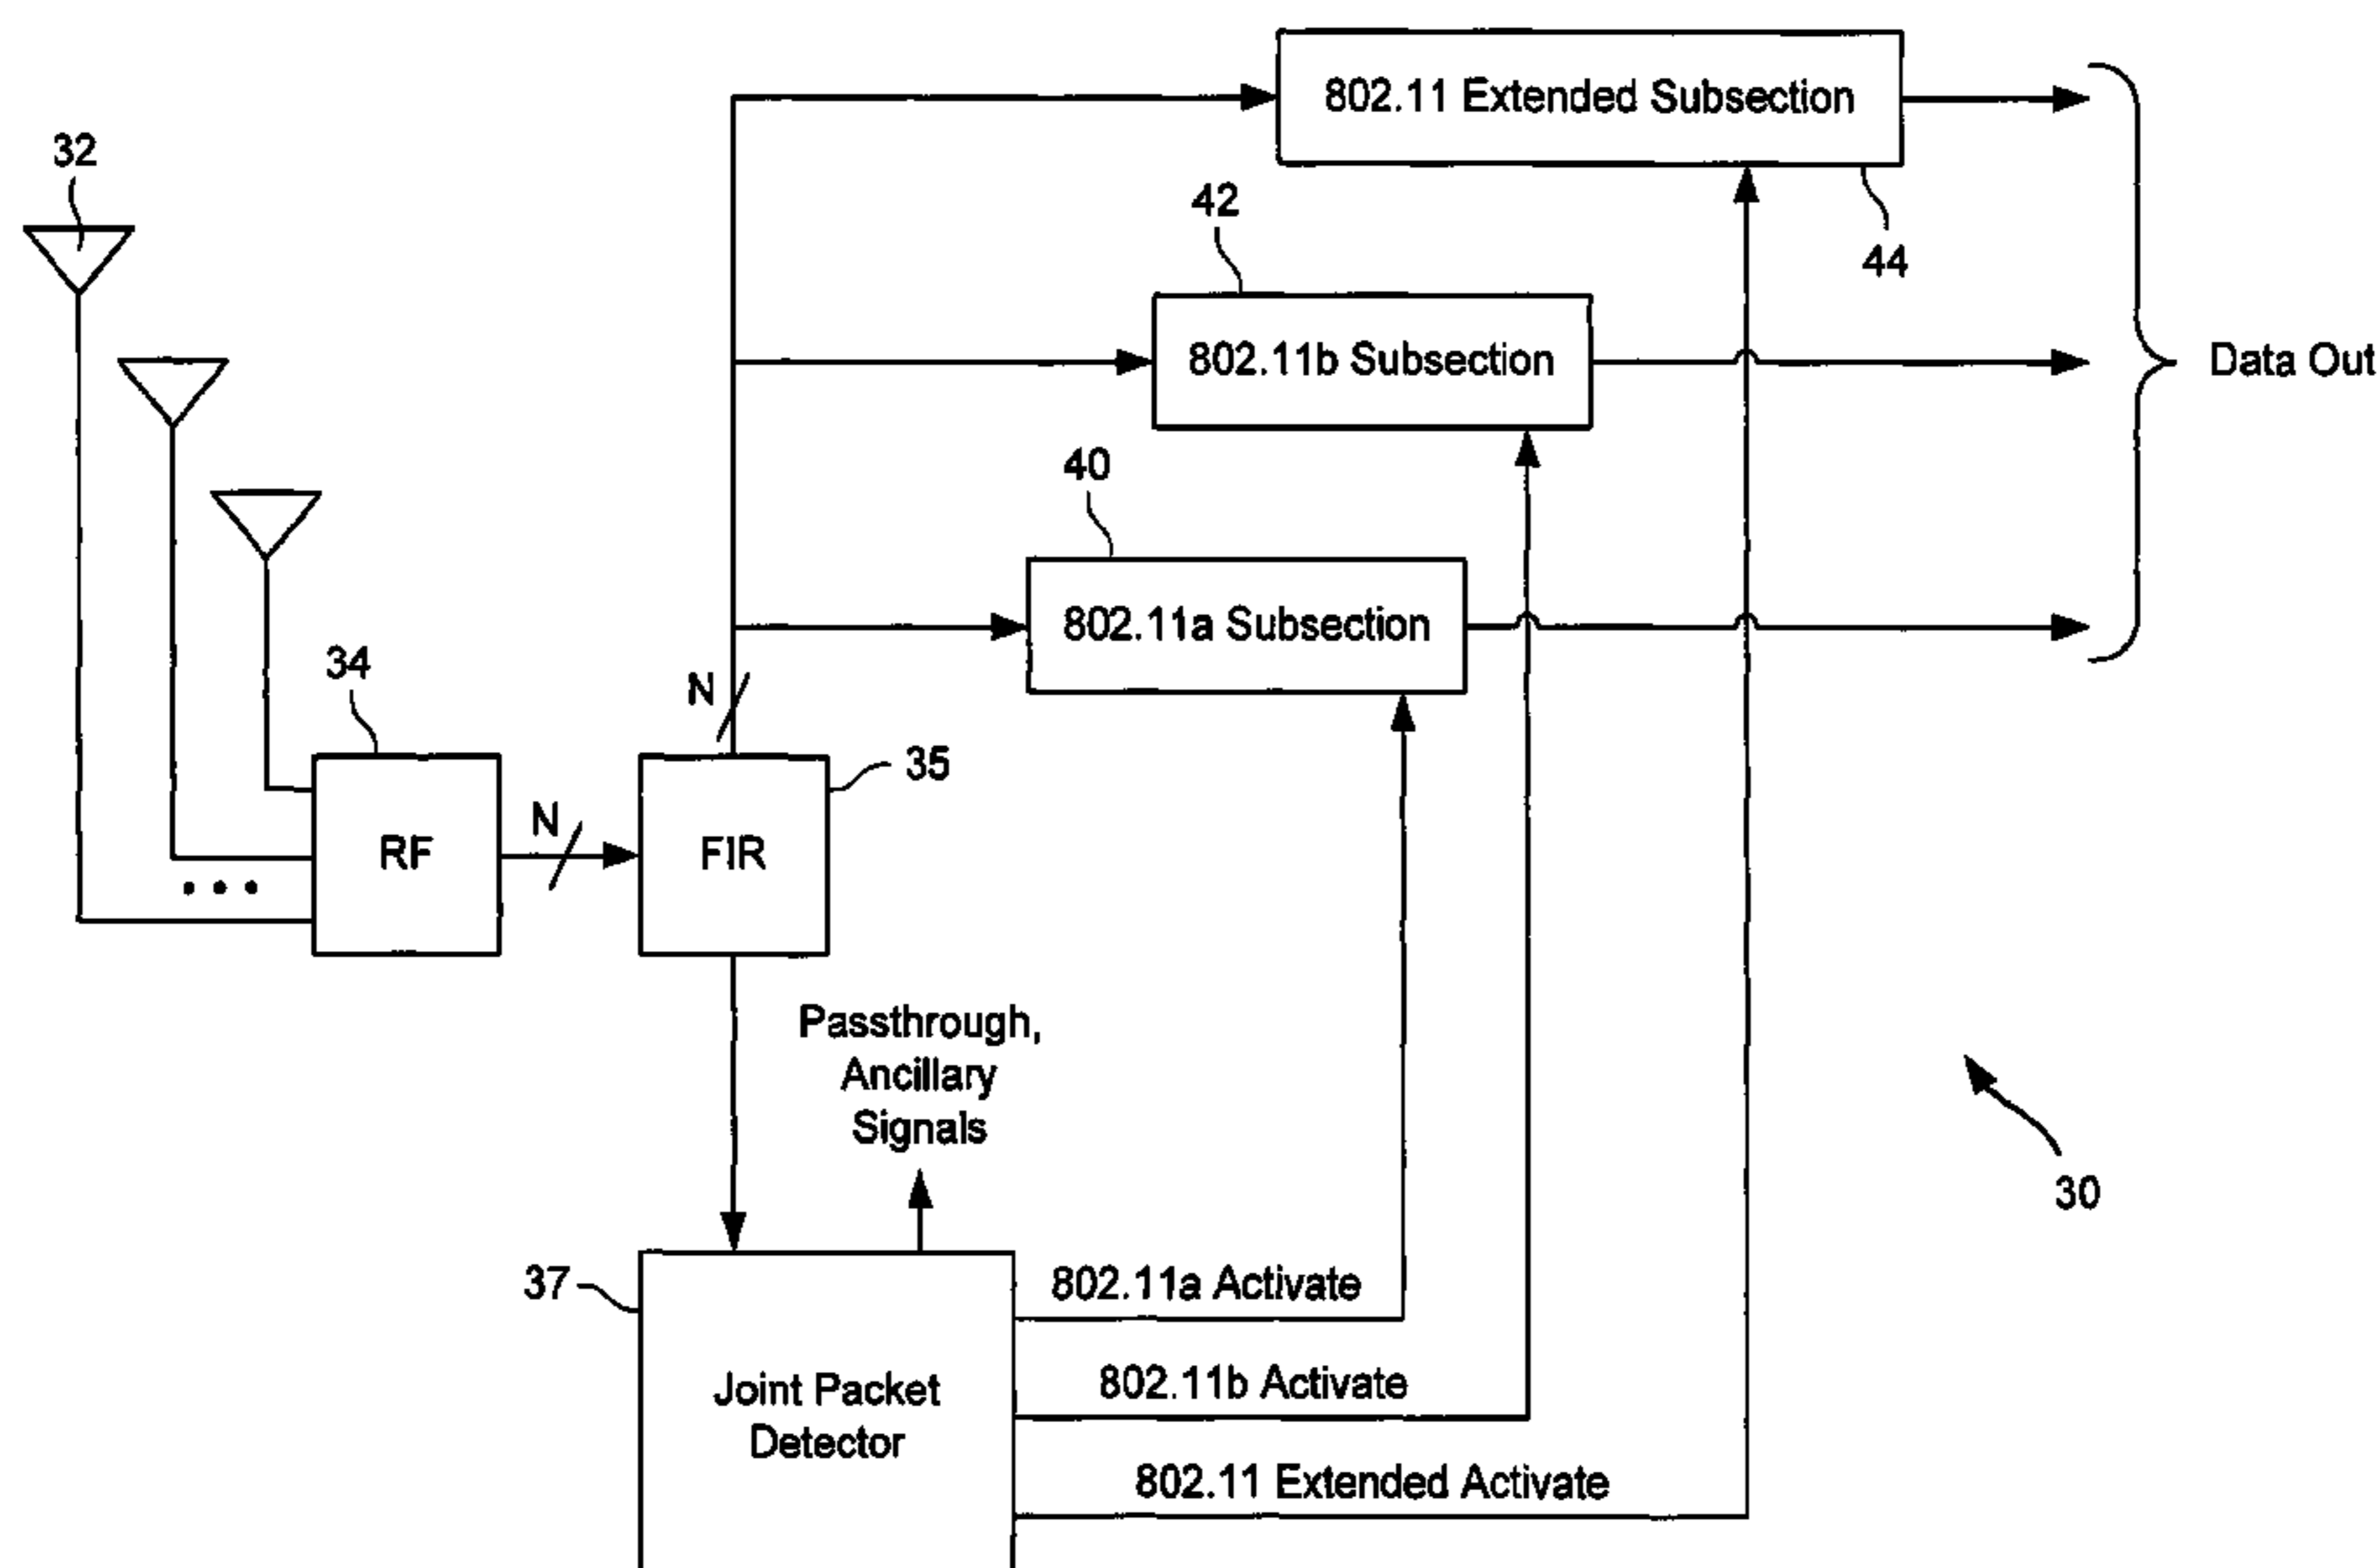 802.11 Extended Subsection
32
42
44
802.11b Subsection
Data Out
40
802.11a Subsection
34
N
35
N
RF
FIR
• • •
Passthrough,
Ancillary
Signals
30
37
802.11a Activate
Joint Packet
Detector
802.11b Activate
802.11 Extended Activate